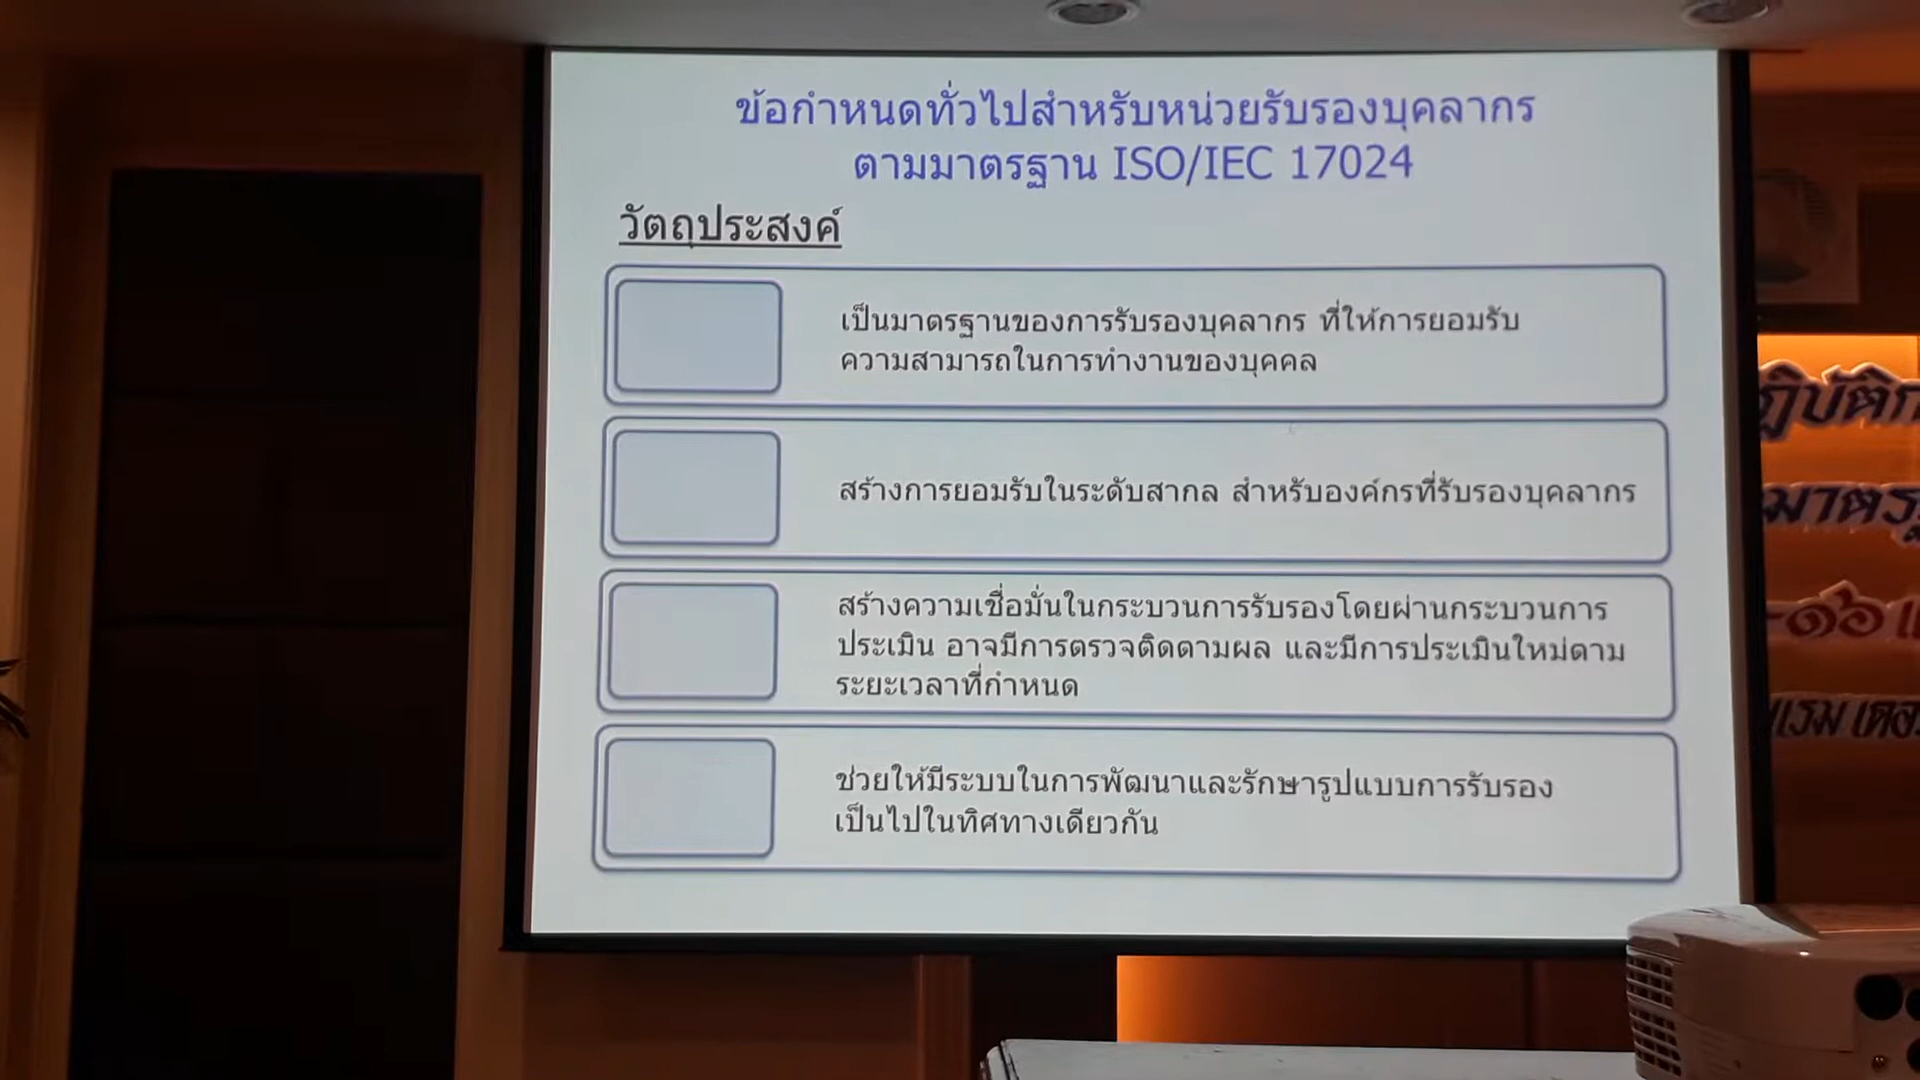 ข้อกำหนดทั่วไปสำหรับหน่วยรับรองบุคลากร
ตามมาตรฐาน ISO/IEC 17024
วัตถุประสงค์
เป็นมาตรฐานของการรับรองบุคลากร ที่ให้การยอมรับ
ความสามารถในการทำงานของบุคคล
สร้างการยอมรับในระดับสากล สำหรับองค์กรที่รับรองบุคลากร
สร้างความเชื่อมั่นในกระบวนการรับรองโดยผ่านกระบวนการ
ประเมิน อาจมีการตรวจติดตามผล และมีการประเมินใหม่ตาม
ระยะเวลาที่กำหนด
ช่วยให้มีระบบในการพัฒนาและรักษารูปแบบการรับรอง
เป็นไปในทิศทางเดียวกัน